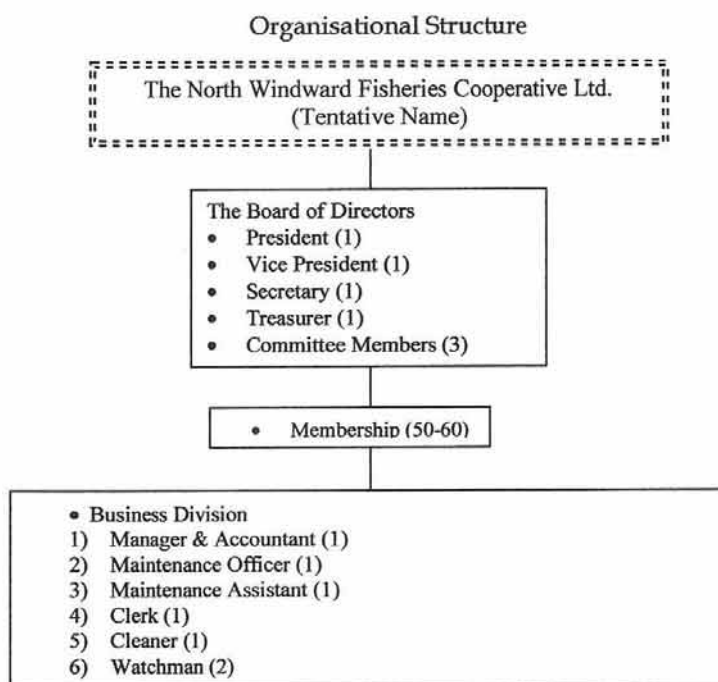 Organisational Structure
The North Windward Fisheries Cooperative Ltd.
(Tentative Name)
The Board of Directors
• President (1)
• Vice President (1)
• Secretary (1)
• Treasurer (1)
• Committee Members (3)
• Membership (50-60)
• Business Division
1) Manager & Accountant (1)
2) Maintenance Officer (1)
3) Maintenance Assistant (1)
4) Clerk (1)
5) Cleaner (1)
6) Watchman (2)